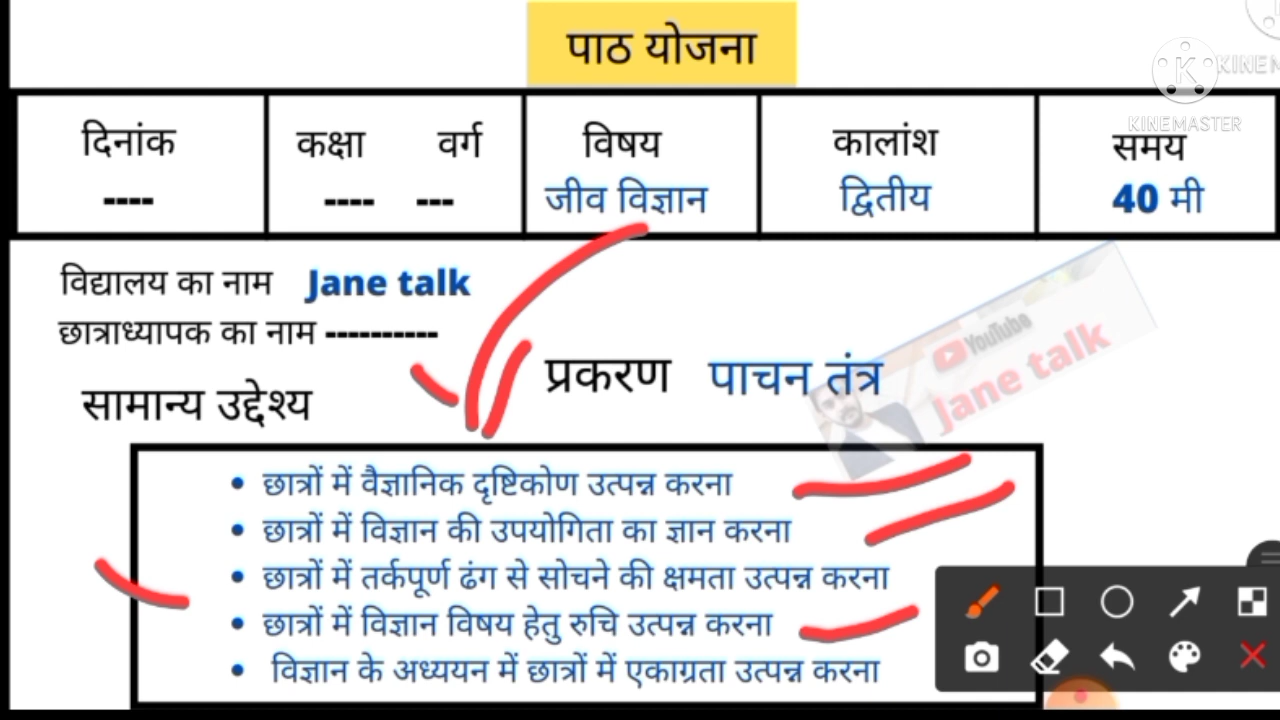 पाठ योजना
KINEM
KINEMASTER
दिनांक कक्षा वर्ग विषय कालांश समय
---- ---- --- जीव विज्ञान द्वितीय 40 मी
विद्यालय का नाम Jane talk
छात्राध्यापक का नाम ----------
प्रकरण पाचन तंत्र
YouTube
Jane talk
सामान्य उद्देश्य
• छात्रों में वैज्ञानिक दृष्टिकोण उत्पन्न करना
• छात्रों में विज्ञान की उपयोगिता का ज्ञान करना
• छात्रों में तर्कपूर्ण ढंग से सोचने की क्षमता उत्पन्न करना
• छात्रों में विज्ञान विषय हेतु रुचि उत्पन्न करना
• विज्ञान के अध्ययन में छात्रों में एकाग्रता उत्पन्न करना